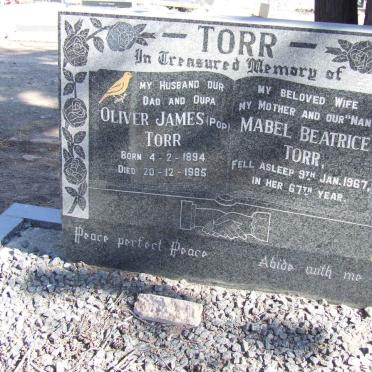 TORR
In Treasured Memory of
MY HUSBAND OUR
DAD AND OUPA
OLIVER JAMES (POP)
TORR
BORN 4-2-1894
DIED 20-12-1985
MY BELOVED WIFE
MY MOTHER AND OUR "NAN"
MABEL BEATRICE
TORR,
FELL ASLEEP 9TH JAN. 1967,
IN HER 67TH YEAR.
Peace perfect Peace
Abide with me